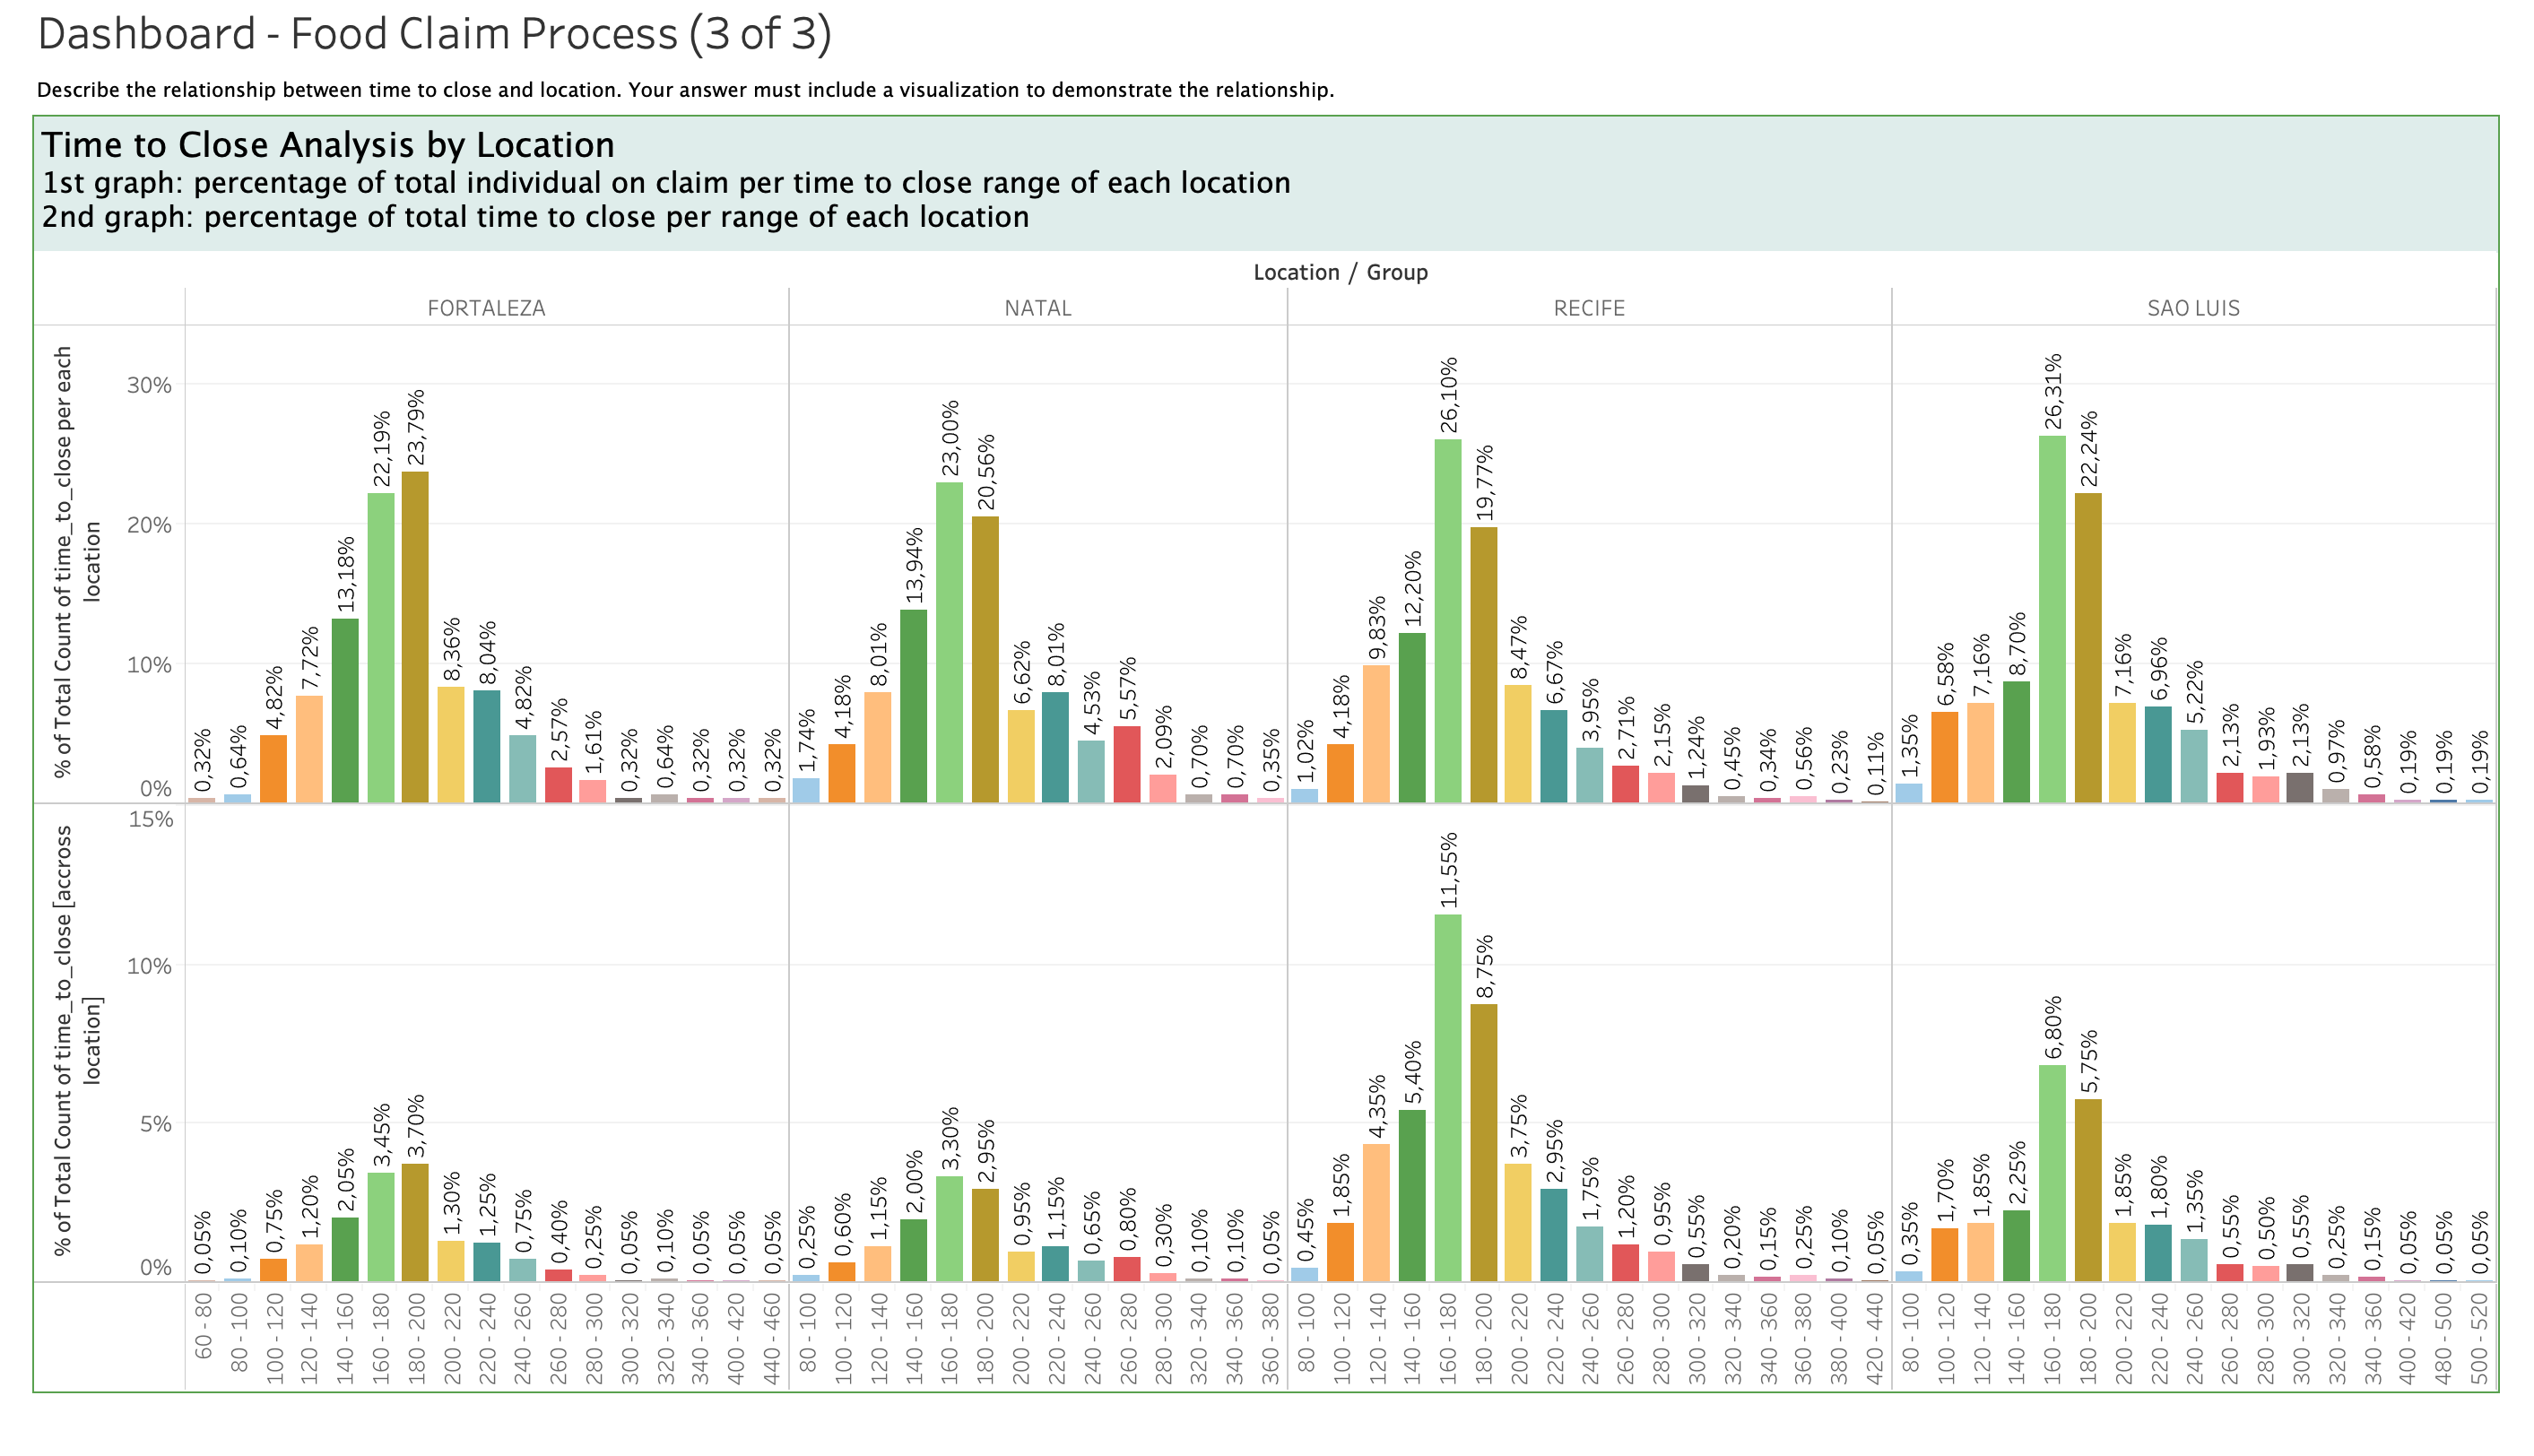 Dashboard - Food Claim Process (3 of 3)
Describe the relationship between time to close and location. Your answer must include a visualization to demonstrate the relationship.
Time to Close Analysis by Location
1st graph: percentage of total individual on claim per time to close range of each location
2nd graph: percentage of total time to close per range of each location
Location / Group
FORTALEZA
NATAL
RECIFE
SAO LUIS
% of Total Count of time_to_close per each
location
30%
20%
10%
0%
0,32%
0,64%
4,82%
7,72%
13,18%
22,19%
23,79%
8,36%
8,04%
4,82%
2,57%
1,61%
0,32%
0,64%
0,32%
0,32%
0,32%
1,74%
4,18%
8,01%
13,94%
23,00%
20,56%
6,62%
8,01%
4,53%
5,57%
2,09%
0,70%
0,70%
0,35%
1,02%
4,18%
9,83%
12,20%
26,10%
19,77%
8,47%
6,67%
3,95%
2,71%
2,15%
1,24%
0,45%
0,34%
0,56%
0,23%
0,11%
1,35%
6,58%
7,16%
8,70%
26,31%
22,24%
7,16%
6,96%
5,22%
2,13%
1,93%
2,13%
0,97%
0,58%
0,19%
0,19%
0,19%
% of Total Count of time_to_close [accross
location]
15%
10%
5%
0%
0,05%
0,10%
0,75%
1,20%
2,05%
3,45%
3,70%
1,30%
1,25%
0,75%
0,40%
0,25%
0,05%
0,10%
0,05%
0,05%
0,05%
0,25%
0,60%
1,15%
2,00%
3,30%
2,95%
0,95%
1,15%
0,65%
0,80%
0,30%
0,10%
0,10%
0,05%
0,45%
1,85%
4,35%
5,40%
11,55%
8,75%
3,75%
2,95%
1,75%
1,20%
0,95%
0,55%
0,20%
0,15%
0,25%
0,10%
0,05%
0,35%
1,70%
1,85%
2,25%
6,80%
5,75%
1,85%
1,80%
1,35%
0,55%
0,50%
0,55%
0,25%
0,15%
0,05%
0,05%
0,05%
60 - 80
80 - 100
100 - 120
120 - 140
140 - 160
160 - 180
180 - 200
200 - 220
220 - 240
240 - 260
260 - 280
280 - 300
300 - 320
320 - 340
340 - 360
400 - 420
440 - 460
80 - 100
100 - 120
120 - 140
140 - 160
160 - 180
180 - 200
200 - 220
220 - 240
240 - 260
260 - 280
280 - 300
320 - 340
340 - 360
360 - 380
80 - 100
100 - 120
120 - 140
140 - 160
160 - 180
180 - 200
200 - 220
220 - 240
240 - 260
260 - 280
280 - 300
300 - 320
320 - 340
340 - 360
360 - 380
380 - 400
420 - 440
80 - 100
100 - 120
120 - 140
140 - 160
160 - 180
180 - 200
200 - 220
220 - 240
240 - 260
260 - 280
280 - 300
300 - 320
320 - 340
340 - 360
400 - 420
480 - 500
500 - 520